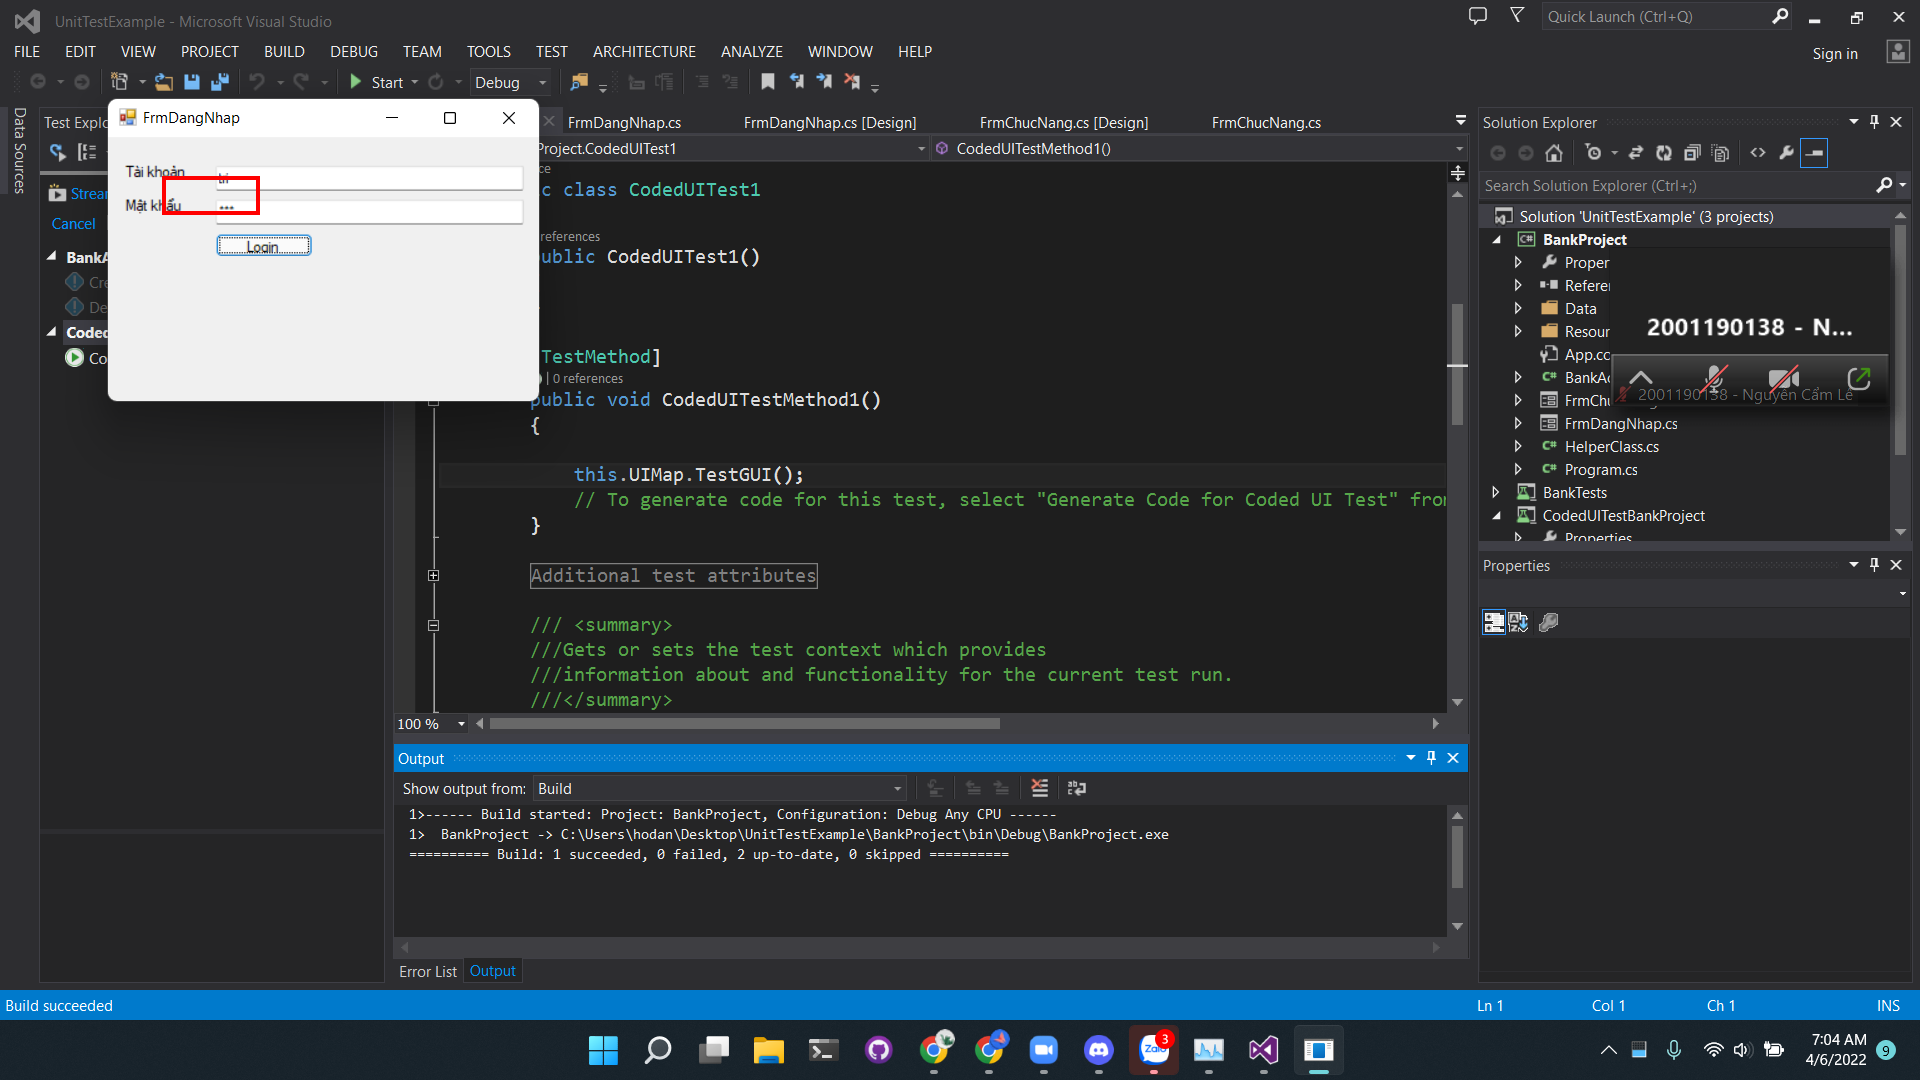 UnitTestExample - Microsoft Visual Studio
Quick Launch (Ctrl+Q)
FILE EDIT VIEW PROJECT BUILD DEBUG TEAM TOOLS TEST ARCHITECTURE ANALYZE WINDOW HELP
Sign in
Start Debug
Data Sources
Test Explo
FrmDangNhap
Tài khoản
tri
Mật khẩu
***
Login
Strear
Cancel
BankA
Cre
De
Coded
Co
FrmDangNhap.cs FrmDangNhap.cs [Design] FrmChucNang.cs [Design] FrmChucNang.cs
Project.CodedUITest1 CodedUITestMethod1()
ce
c class CodedUITest1
references
ublic CodedUITest1()
TestMethod]
| 0 references
public void CodedUITestMethod1()
{
this.UIMap.TestGUI();
// To generate code for this test, select "Generate Code for Coded UI Test" fro
}
Additional test attributes
/// <summary>
///Gets or sets the test context which provides
///information about and functionality for the current test run.
///</summary>
100 %
Output
Show output from: Build
1>------ Build started: Project: BankProject, Configuration: Debug Any CPU ------
1> BankProject -> C:\Users\hodan\Desktop\UnitTestExample\BankProject\bin\Debug\BankProject.exe
========== Build: 1 succeeded, 0 failed, 2 up-to-date, 0 skipped ==========
Error List Output
Solution Explorer
Search Solution Explorer (Ctrl+;)
Solution 'UnitTestExample' (3 projects)
BankProject
Proper
Refere
Data
Resour
App.co
BankAc
FrmChu
FrmDangNhap.cs
HelperClass.cs
Program.cs
BankTests
CodedUITestBankProject
Properties
2001190138 - N...
2001190138 - Nguyễn Cẩm Lệ
Properties
Build succeeded
Ln 1 Col 1 Ch 1 INS
Zalo
3
7:04 AM
4/6/2022
9